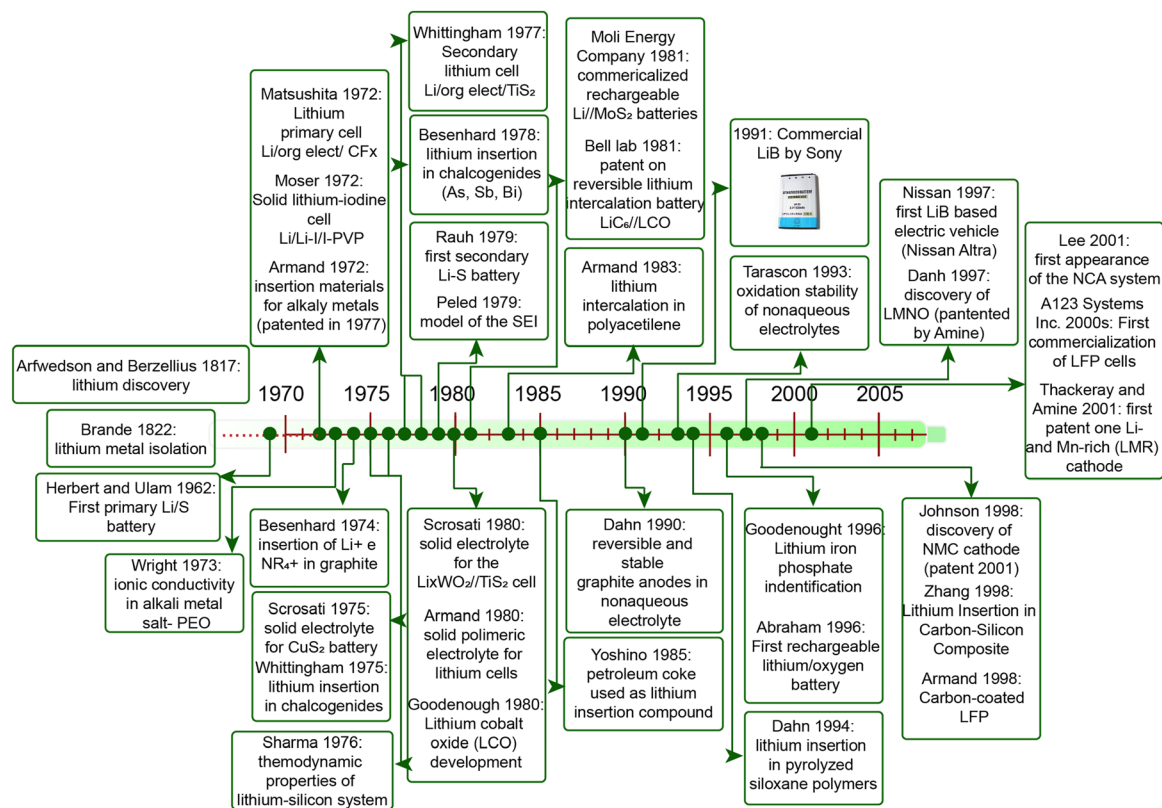 Whittingham 1977:
Secondary
lithium cell
Li/org elect/TiS₂
Moli Energy
Company 1981:
commericalized
rechargeable
Li//MoS₂ batteries
Bell lab 1981:
patent on
reversible lithium
intercalation battery
LiC₆//LCO
Matsushita 1972:
Lithium
primary cell
Li/org elect/ CFx
Moser 1972:
Solid lithium-iodine
cell
Li/Li-I/I-PVP
Armand 1972:
insertion materials
for alkaly metals
(patented in 1977)
Besenhard 1978:
lithium insertion
in chalcogenides
(As, Sb, Bi)
1991: Commercial
LiB by Sony
Nissan 1997:
first LiB based
electric vehicle
(Nissan Altra)
Danh 1997:
discovery of
LMNO (pantented
by Amine)
Rauh 1979:
first secondary
Li-S battery
Peled 1979:
model of the SEI
Armand 1983:
lithium
intercalation in
polyacetilene
Tarascon 1993:
oxidation stability
of nonaqueous
electrolytes
Lee 2001:
first appearance
of the NCA system
A123 Systems
Inc. 2000s: First
commercialization
of LFP cells
Thackeray and
Amine 2001: first
patent one Li-
and Mn-rich (LMR)
cathode
Arfwedson and Berzellius 1817:
lithium discovery
1970 1975 1980 1985 1990 1995 2000 2005
Brande 1822:
lithium metal isolation
Herbert and Ulam 1962:
First primary Li/S
battery
Wright 1973:
ionic conductivity
in alkali metal
salt- PEO
Besenhard 1974:
insertion of Li+ e
NR₄+ in graphite
Scrosati 1975:
solid electrolyte
for CuS₂ battery
Whittingham 1975:
lithium insertion
in chalcogenides
Sharma 1976:
themodynamic
properties of
lithium-silicon system
Scrosati 1980:
solid electrolyte
for the
LixWO₂//TiS₂ cell
Armand 1980:
solid polimeric
electrolyte for
lithium cells
Goodenough 1980:
Lithium cobalt
oxide (LCO)
development
Dahn 1990:
reversible and
stable
graphite anodes in
nonaqueous
electrolyte
Yoshino 1985:
petroleum coke
used as lithium
insertion compound
Goodenought 1996:
Lithium iron
phosphate
indentification
Abraham 1996:
First rechargeable
lithium/oxygen
battery
Dahn 1994:
lithium insertion
in pyrolyzed
siloxane polymers
Johnson 1998:
discovery of
NMC cathode
(patent 2001)
Zhang 1998:
Lithium Insertion in
Carbon-Silicon
Composite
Armand 1998:
Carbon-coated
LFP